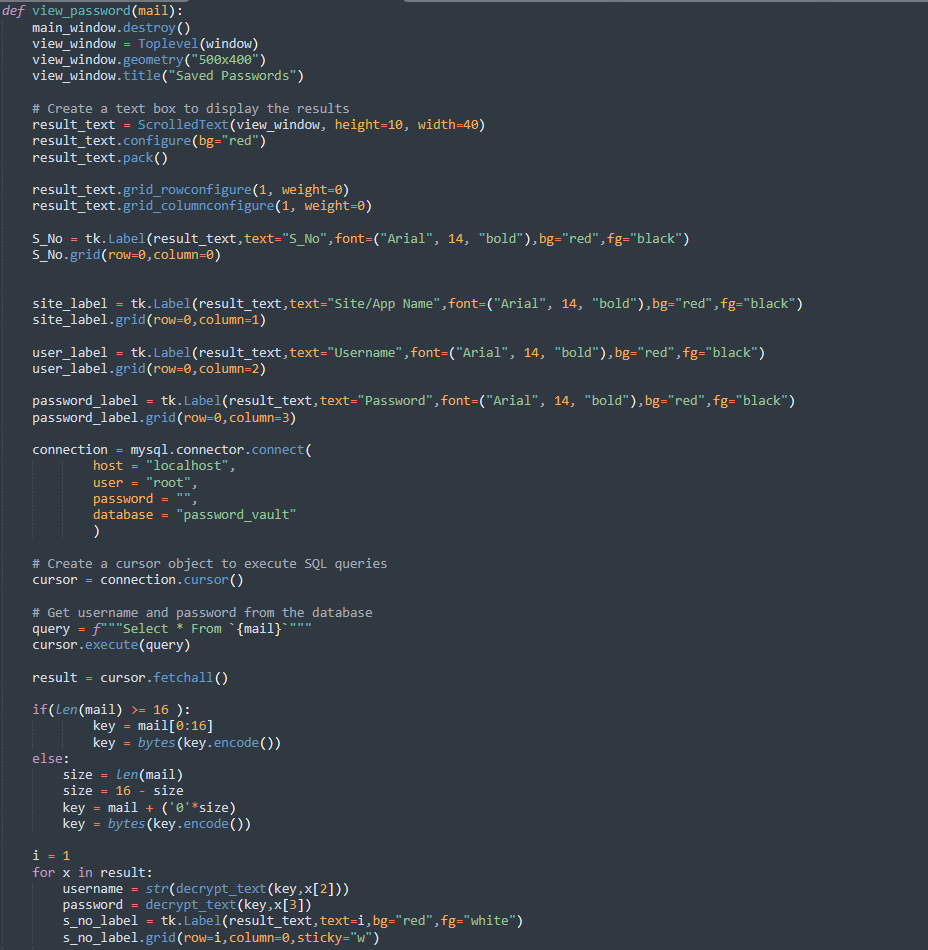 def view_password(mail):
    main_window.destroy()
    view_window = Toplevel(window)
    view_window.geometry("500x400")
    view_window.title("Saved Passwords")

    # Create a text box to display the results
    result_text = ScrolledText(view_window, height=10, width=40)
    result_text.configure(bg="red")
    result_text.pack()

    result_text.grid_rowconfigure(1, weight=0)
    result_text.grid_columnconfigure(1, weight=0)

    S_No = tk.Label(result_text,text="S_No",font=("Arial", 14, "bold"),bg="red",fg="black")
    S_No.grid(row=0,column=0)


    site_label = tk.Label(result_text,text="Site/App Name",font=("Arial", 14, "bold"),bg="red",fg="black")
    site_label.grid(row=0,column=1)

    user_label = tk.Label(result_text,text="Username",font=("Arial", 14, "bold"),bg="red",fg="black")
    user_label.grid(row=0,column=2)

    password_label = tk.Label(result_text,text="Password",font=("Arial", 14, "bold"),bg="red",fg="black")
    password_label.grid(row=0,column=3)

    connection = mysql.connector.connect(
            host = "localhost",
            user = "root",
            password = "",
            database = "password_vault"
            )

    # Create a cursor object to execute SQL queries
    cursor = connection.cursor()

    # Get username and password from the database
    query = f"""Select * From `{mail}`"""
    cursor.execute(query)

    result = cursor.fetchall()

    if(len(mail) >= 16 ):
            key = mail[0:16]
            key = bytes(key.encode())
    else:
        size = len(mail)
        size = 16 - size
        key = mail + ('0'*size)
        key = bytes(key.encode())

    i = 1
    for x in result:
        username = str(decrypt_text(key,x[2]))
        password = decrypt_text(key,x[3])
        s_no_label = tk.Label(result_text,text=i,bg="red",fg="white")
        s_no_label.grid(row=i,column=0,sticky="w")